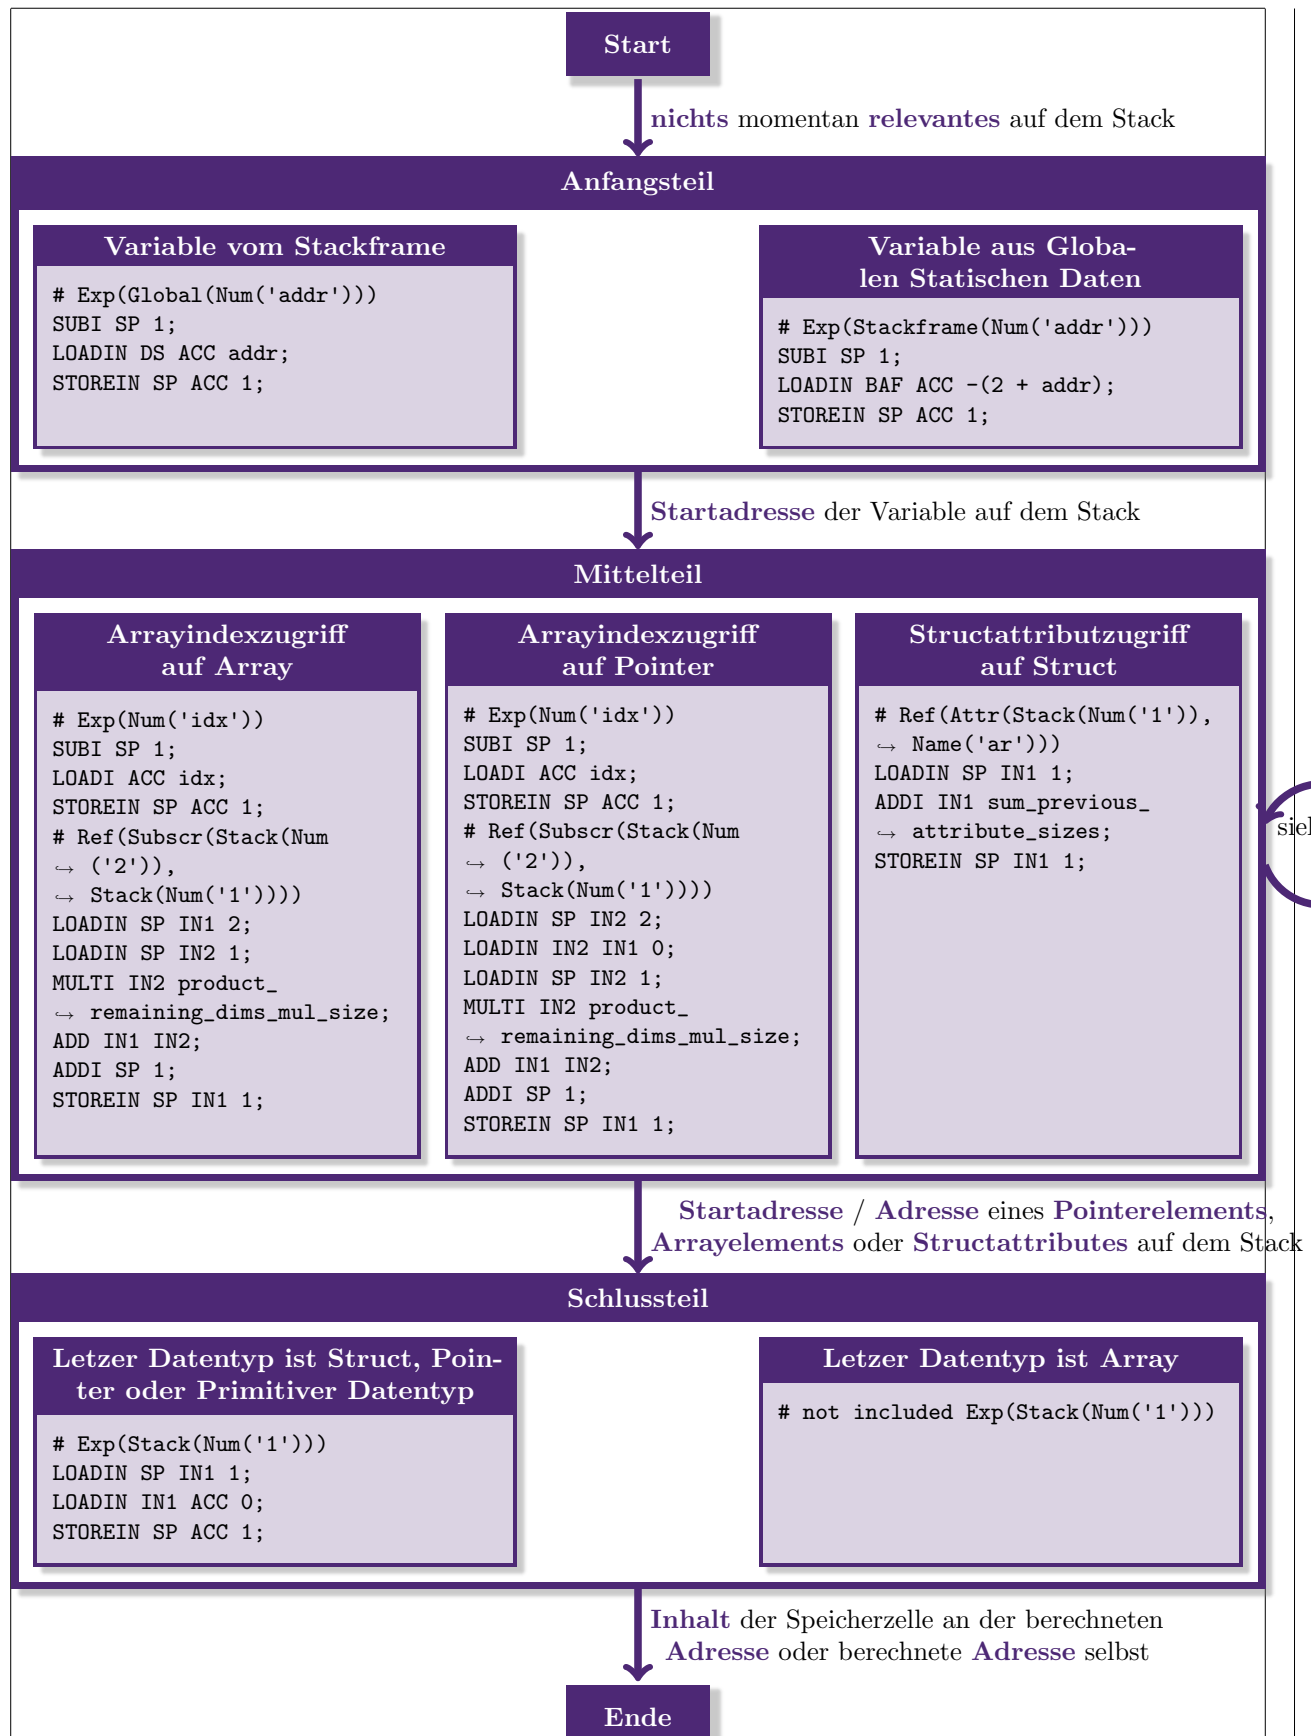 Start
nichts momentan relevantes auf dem Stack
Anfangsteil
Variable vom Stackframe
# Exp(Global(Num('addr')))
SUBI SP 1;
LOADIN DS ACC addr;
STOREIN SP ACC 1;
Variable aus Globa-
len Statischen Daten
# Exp(Stackframe(Num('addr')))
SUBI SP 1;
LOADIN BAF ACC -(2 + addr);
STOREIN SP ACC 1;
Startadresse der Variable auf dem Stack
Mittelteil
Arrayindexzugriff
auf Array
# Exp(Num('idx'))
SUBI SP 1;
LOADI ACC idx;
STOREIN SP ACC 1;
# Ref(Subscr(Stack(Num
↪ ('2')),
↪ Stack(Num('1'))))
LOADIN SP IN1 2;
LOADIN SP IN2 1;
MULTI IN2 product_
↪ remaining_dims_mul_size;
ADD IN1 IN2;
ADDI SP 1;
STOREIN SP IN1 1;
Arrayindexzugriff
auf Pointer
# Exp(Num('idx'))
SUBI SP 1;
LOADI ACC idx;
STOREIN SP ACC 1;
# Ref(Subscr(Stack(Num
↪ ('2')),
↪ Stack(Num('1'))))
LOADIN SP IN2 2;
LOADIN IN2 IN1 0;
LOADIN SP IN2 1;
MULTI IN2 product_
↪ remaining_dims_mul_size;
ADD IN1 IN2;
ADDI SP 1;
STOREIN SP IN1 1;
Structattributzugriff
auf Struct
# Ref(Attr(Stack(Num('1')),
↪ Name('ar')))
LOADIN SP IN1 1;
ADDI IN1 sum_previous_
↪ attribute_sizes;
STOREIN SP IN1 1;
Startadresse / Adresse eines Pointerelements,
Arrayelements oder Structattributes auf dem Stack
Schlussteil
Letzer Datentyp ist Struct, Poin-
ter oder Primitiver Datentyp
# Exp(Stack(Num('1')))
LOADIN SP IN1 1;
LOADIN IN1 ACC 0;
STOREIN SP ACC 1;
Letzer Datentyp ist Array
# not included Exp(Stack(Num('1')))
Inhalt der Speicherzelle an der berechneten
Adresse oder berechnete Adresse selbst
Ende